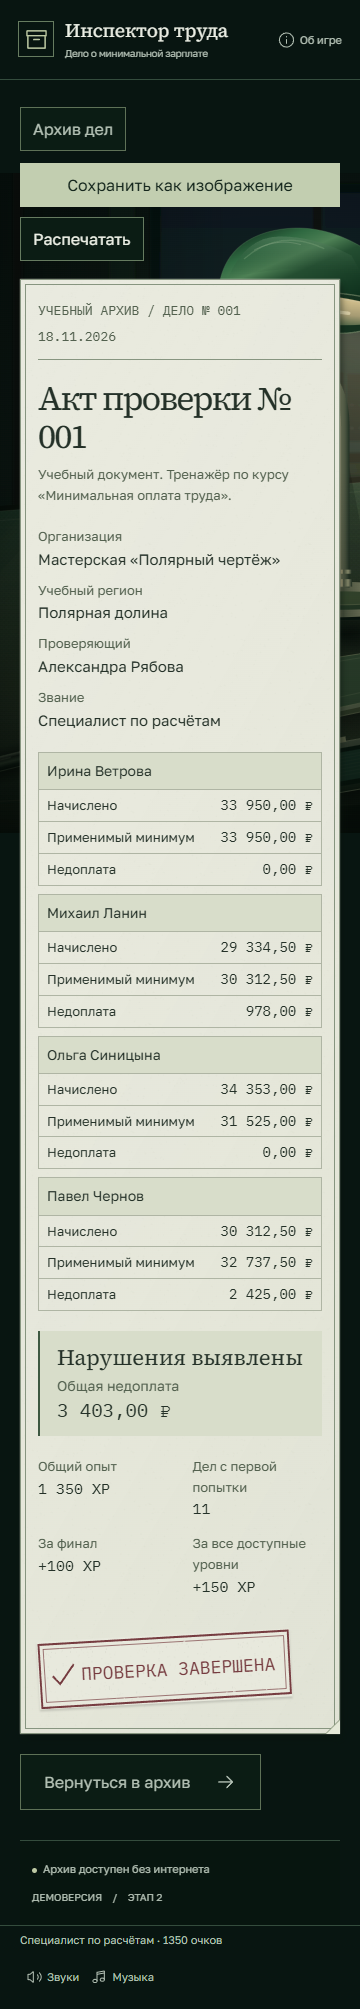 Инспектор труда
Дело о минимальной зарплате
Об игре
Архив дел
Сохранить как изображение
Распечатать
УЧЕБНЫЙ АРХИВ / ДЕЛО № 001
18.11.2026
Акт проверки №
001
Учебный документ. Тренажёр по курсу
«Минимальная оплата труда».
Организация
Мастерская «Полярный чертёж»
Учебный регион
Полярная долина
Проверяющий
Александра Рябова
Звание
Специалист по расчётам
Ирина Ветрова
Начислено 33 950,00 ₽
Применимый минимум 33 950,00 ₽
Недоплата 0,00 ₽
Михаил Ланин
Начислено 29 334,50 ₽
Применимый минимум 30 312,50 ₽
Недоплата 978,00 ₽
Ольга Синицына
Начислено 34 353,00 ₽
Применимый минимум 31 525,00 ₽
Недоплата 0,00 ₽
Павел Чернов
Начислено 30 312,50 ₽
Применимый минимум 32 737,50 ₽
Недоплата 2 425,00 ₽
Нарушения выявлены
Общая недоплата
3 403,00 ₽
Общий опыт
1 350 XP
Дел с первой
попытки
11
За финал
+100 XP
За все доступные
уровни
+150 XP
ПРОВЕРКА ЗАВЕРШЕНА
Вернуться в архив
Архив доступен без интернета
ДЕМОВЕРСИЯ / ЭТАП 2
Специалист по расчётам · 1350 очков
Звуки Музыка